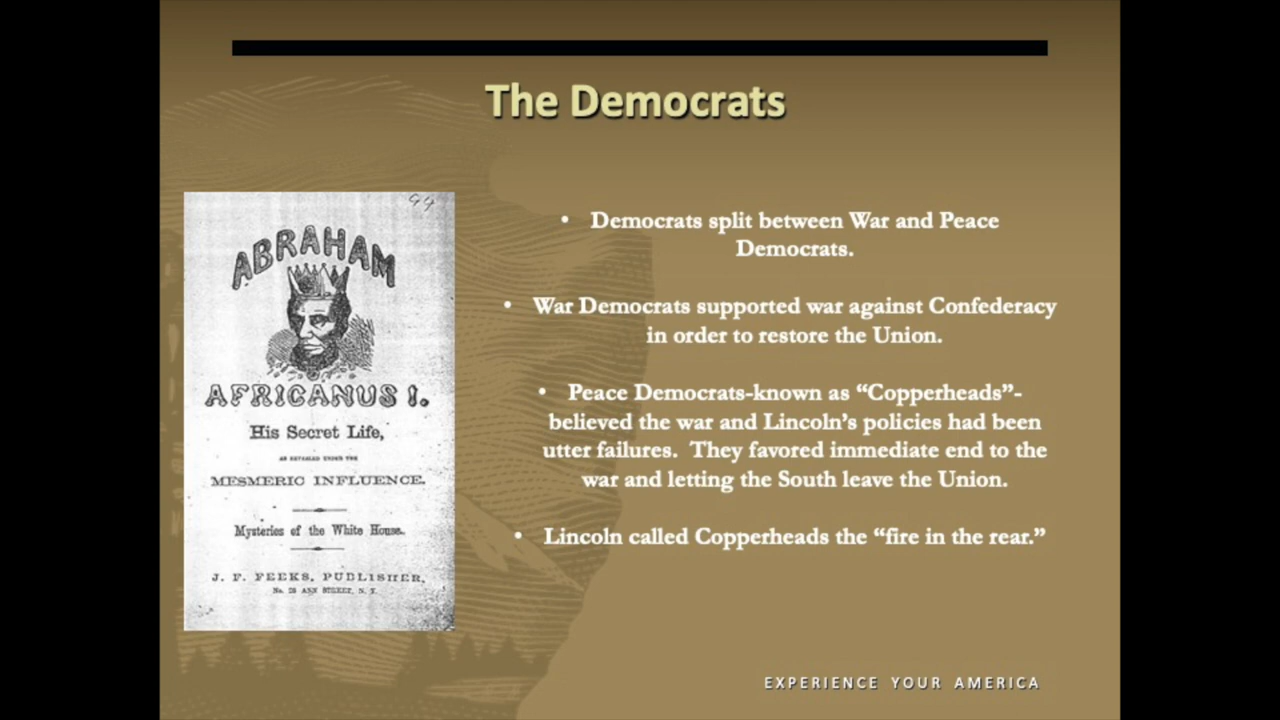 The Democrats
94
ABRAHAM
AFRICANUS I.
His Secret Life,
AS REVEALED UNDER THE
MESMERIC INFLUENCE.
Mysteries of the White House.
J. F. FEEKS, PUBLISHER,
No. 26 ANN STREET, N. Y.
• Democrats split between War and Peace
Democrats.
• War Democrats supported war against Confederacy
in order to restore the Union.
• Peace Democrats-known as “Copperheads”-
believed the war and Lincoln’s policies had been
utter failures. They favored immediate end to the
war and letting the South leave the Union.
• Lincoln called Copperheads the “fire in the rear.”
EXPERIENCE YOUR AMERICA